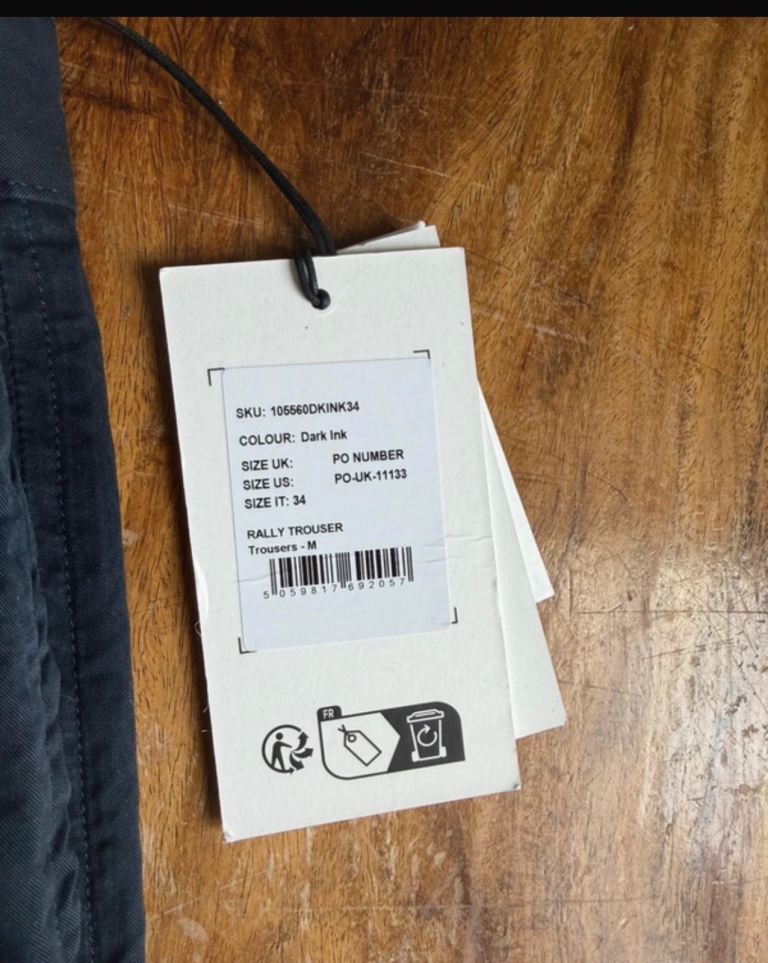 SKU: 105560DKINK34
COLOUR: Dark Ink
SIZE UK: PO NUMBER
SIZE US: PO-UK-11133
SIZE IT: 34
RALLY TROUSER
Trousers - M
5 059817 692057
FR